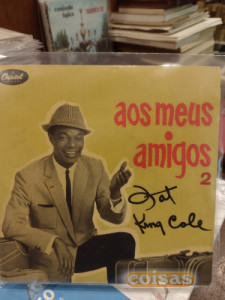 Capitol
aos meus
amigos
2
Nat
King Cole
coisas